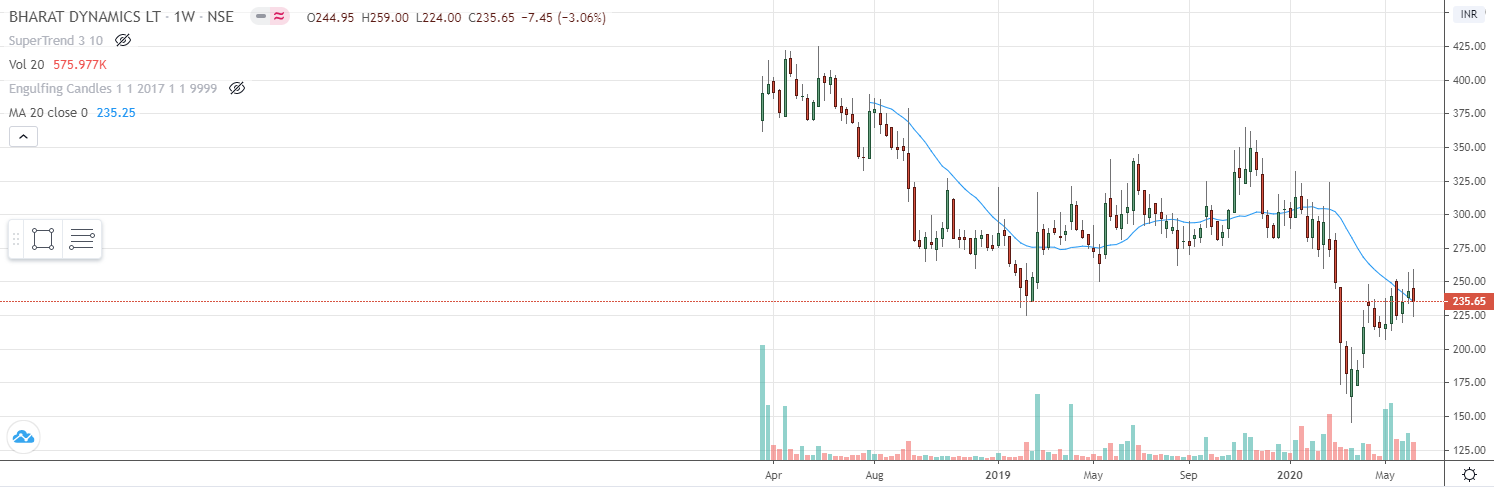 BHARAT DYNAMICS LT · 1W · NSE O244.95 H259.00 L224.00 C235.65 −7.45 (−3.06%)
INR
SuperTrend 3 10
Vol 20 575.977K
Engulfing Candles 1 1 2017 1 1 9999
MA 20 close 0 235.25
425.00
400.00
375.00
350.00
325.00
300.00
275.00
250.00
235.65
225.00
200.00
175.00
150.00
125.00
Apr Aug 2019 May Sep 2020 May